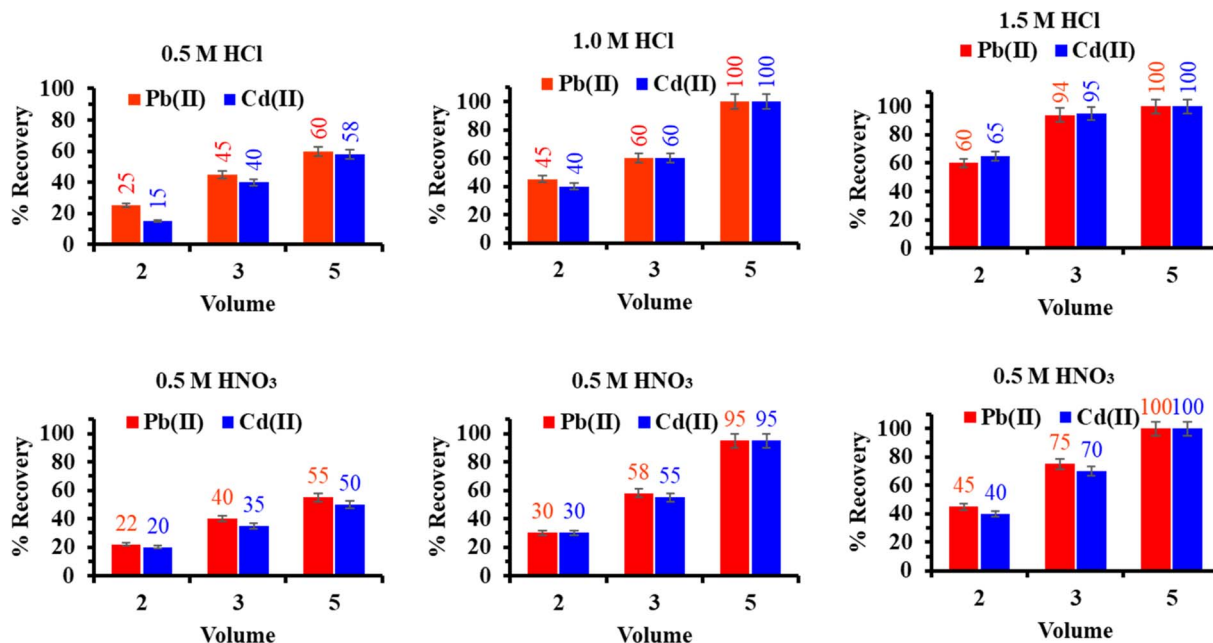 0.5 M HCl
Pb(II) Cd(II)
% Recovery
100
80
60
40
20
0
25 15 45 40 60 58
2 3 5
Volume
1.0 M HCl
Pb(II) Cd(II)
% Recovery
100
80
60
40
20
0
45 40 60 60 100 100
2 3 5
Volume
1.5 M HCl
Pb(II) Cd(II)
% Recovery
100
80
60
40
20
0
60 65 94 95 100 100
2 3 5
Volume
0.5 M HNO₃
Pb(II) Cd(II)
% Recovery
100
80
60
40
20
0
22 20 40 35 55 50
2 3 5
Volume
0.5 M HNO₃
Pb(II) Cd(II)
% Recovery
100
80
60
40
20
0
30 30 58 55 95 95
2 3 5
Volume
0.5 M HNO₃
Pb(II) Cd(II)
% Recovery
100
80
60
40
20
0
45 40 75 70 100 100
2 3 5
Volume